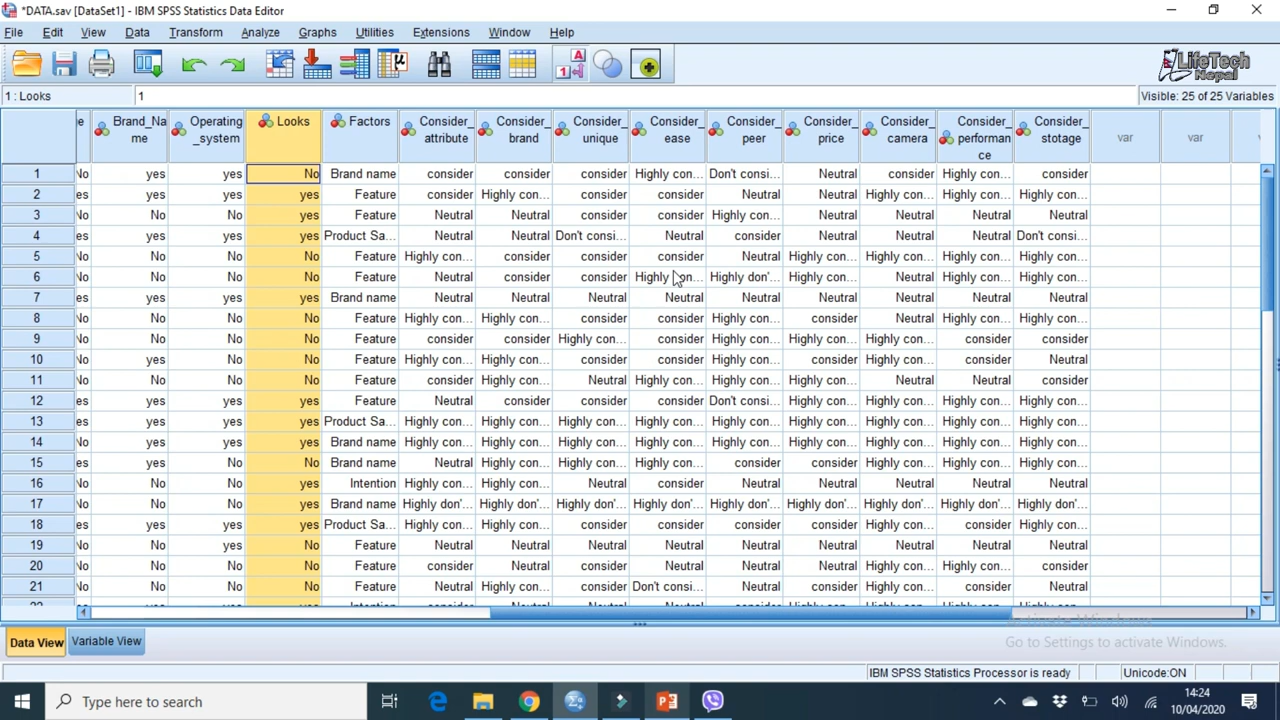 *DATA.sav [DataSet1] - IBM SPSS Statistics Data Editor
File Edit View Data Transform Analyze Graphs Utilities Extensions Window Help
LifeTech
Nepal
1 : Looks 1 Visible: 25 of 25 Variables
e Brand_Name Operating_system Looks Factors Consider_attribute Consider_brand Consider_unique Consider_ease Consider_peer Consider_price Consider_camera Consider_performance Consider_stotage var var
1 No yes yes No Brand name consider consider consider Highly con... Don't consi... Neutral consider Highly con... consider
2 es yes yes yes Feature consider Highly con... consider consider Neutral Neutral Highly con... Highly con... Highly con...
3 No No No yes Feature Neutral Neutral consider consider Highly con... Neutral consider consider consider
4 es yes yes yes Product Sa... Neutral Neutral Don't consi... Neutral consider Neutral Highly con... Highly con... Don't consi...
5 No yes No No Feature Highly con... consider consider consider Neutral Highly con... Highly con... Highly con... Highly con...
6 No yes No No Feature Neutral consider consider Highly con... Highly don'... Highly con... consider Highly con... Highly con...
7 es yes yes yes Brand name Neutral Neutral Neutral Neutral Neutral Neutral Neutral Neutral Neutral
8 No No No No Feature Highly con... Highly con... consider consider Highly con... consider Highly con... Highly con... Highly con...
9 No No No No Feature consider consider Highly con... consider Highly con... Highly con... Highly con... consider consider
10 No yes No No Feature Highly con... Highly con... consider consider Highly con... consider Highly con... consider Neutral
11 No No No No Feature consider Highly con... Neutral Highly con... Highly con... Highly con... Neutral Neutral consider
12 es yes yes yes Feature consider Highly con... consider consider Don't consi... Highly con... Highly con... Highly con... Highly con...
13 es yes yes yes Product Sa... Highly con... Highly con... Highly con... Highly con... Highly con... Highly con... Highly con... Highly con... Highly con...
14 No yes yes yes Brand name Highly con... Highly con... Highly con... Highly con... Highly con... Highly con... Highly con... Highly con... Highly con...
15 es yes No No Brand name Neutral Highly con... Highly con... Highly con... consider consider Highly con... Highly con... Highly con...
16 No No No yes Intention Highly con... Highly con... Neutral consider Neutral Neutral Neutral Neutral Neutral
17 es yes yes yes Brand name Highly don'... Highly don'... Highly don'... Highly don'... Highly don'... Highly don'... Highly don'... Highly don'... Highly don'...
18 es yes yes yes Product Sa... Highly con... Highly con... consider consider consider consider Highly con... consider Highly con...
19 No No yes No Feature Neutral Neutral Neutral Neutral Neutral Neutral Neutral Neutral Neutral
20 No No No No Feature consider Neutral consider consider Neutral Neutral consider Highly con... consider
21 No No No No Feature Neutral Highly con... consider Don't consi... Neutral consider Highly con... consider Neutral
Data View Variable View
Go to Settings to activate Windows.
IBM SPSS Statistics Processor is ready Unicode:ON
Type here to search
14:24
10/04/2020